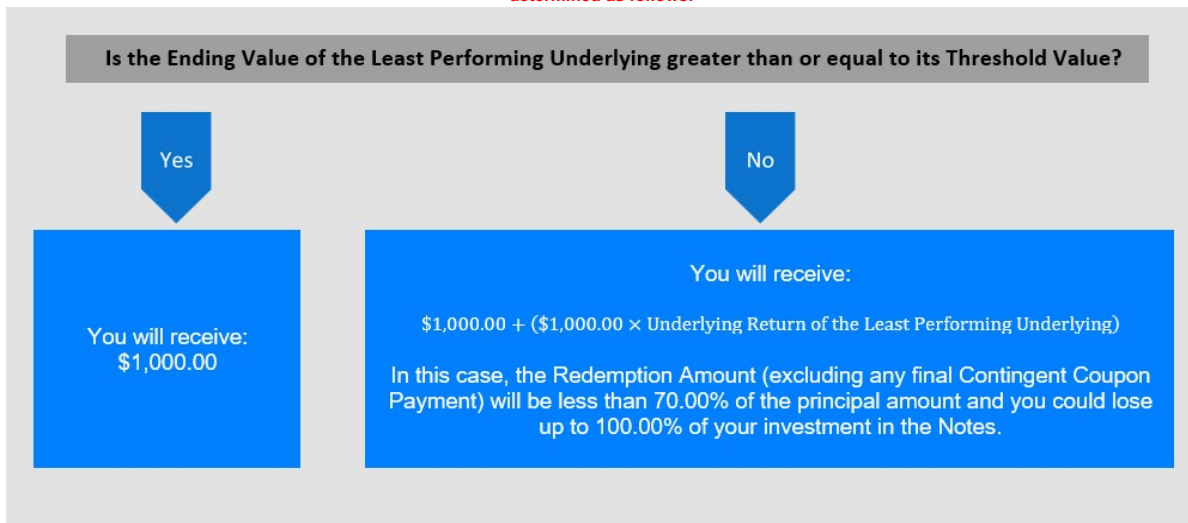 determined as follows:
Is the Ending Value of the Least Performing Underlying greater than or equal to its Threshold Value?
Yes
No
You will receive:
$1,000.00
You will receive:
$1,000.00 + ($1,000.00 × Underlying Return of the Least Performing Underlying)
In this case, the Redemption Amount (excluding any final Contingent Coupon
Payment) will be less than 70.00% of the principal amount and you could lose
up to 100.00% of your investment in the Notes.